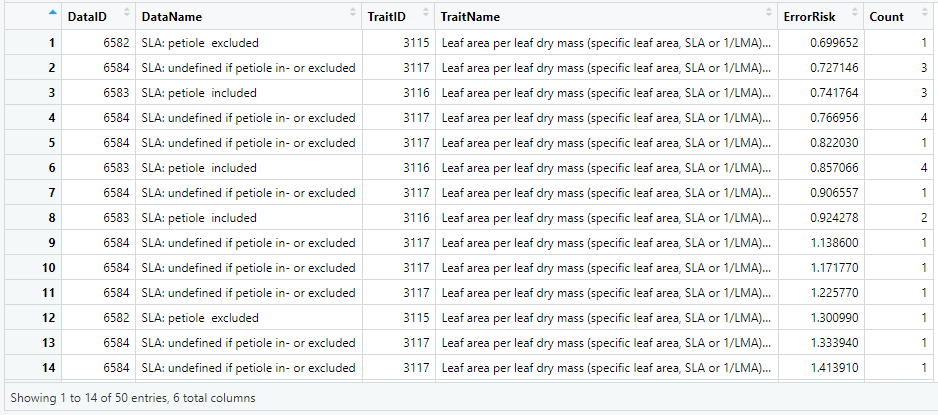 DataID DataName TraitID TraitName ErrorRisk Count
1 6582 SLA: petiole excluded 3115 Leaf area per leaf dry mass (specific leaf area, SLA or 1/LMA)... 0.699652 1
2 6584 SLA: undefined if petiole in- or excluded 3117 Leaf area per leaf dry mass (specific leaf area, SLA or 1/LMA)... 0.727146 3
3 6583 SLA: petiole included 3116 Leaf area per leaf dry mass (specific leaf area, SLA or 1/LMA)... 0.741764 3
4 6584 SLA: undefined if petiole in- or excluded 3117 Leaf area per leaf dry mass (specific leaf area, SLA or 1/LMA)... 0.766956 4
5 6584 SLA: undefined if petiole in- or excluded 3117 Leaf area per leaf dry mass (specific leaf area, SLA or 1/LMA)... 0.822030 1
6 6583 SLA: petiole included 3116 Leaf area per leaf dry mass (specific leaf area, SLA or 1/LMA)... 0.857066 4
7 6584 SLA: undefined if petiole in- or excluded 3117 Leaf area per leaf dry mass (specific leaf area, SLA or 1/LMA)... 0.906557 1
8 6583 SLA: petiole included 3116 Leaf area per leaf dry mass (specific leaf area, SLA or 1/LMA)... 0.924278 2
9 6584 SLA: undefined if petiole in- or excluded 3117 Leaf area per leaf dry mass (specific leaf area, SLA or 1/LMA)... 1.138600 1
10 6584 SLA: undefined if petiole in- or excluded 3117 Leaf area per leaf dry mass (specific leaf area, SLA or 1/LMA)... 1.171770 1
11 6584 SLA: undefined if petiole in- or excluded 3117 Leaf area per leaf dry mass (specific leaf area, SLA or 1/LMA)... 1.225770 1
12 6582 SLA: petiole excluded 3115 Leaf area per leaf dry mass (specific leaf area, SLA or 1/LMA)... 1.300990 1
13 6584 SLA: undefined if petiole in- or excluded 3117 Leaf area per leaf dry mass (specific leaf area, SLA or 1/LMA)... 1.333940 1
14 6584 SLA: undefined if petiole in- or excluded 3117 Leaf area per leaf dry mass (specific leaf area, SLA or 1/LMA)... 1.413910 1
Showing 1 to 14 of 50 entries, 6 total columns